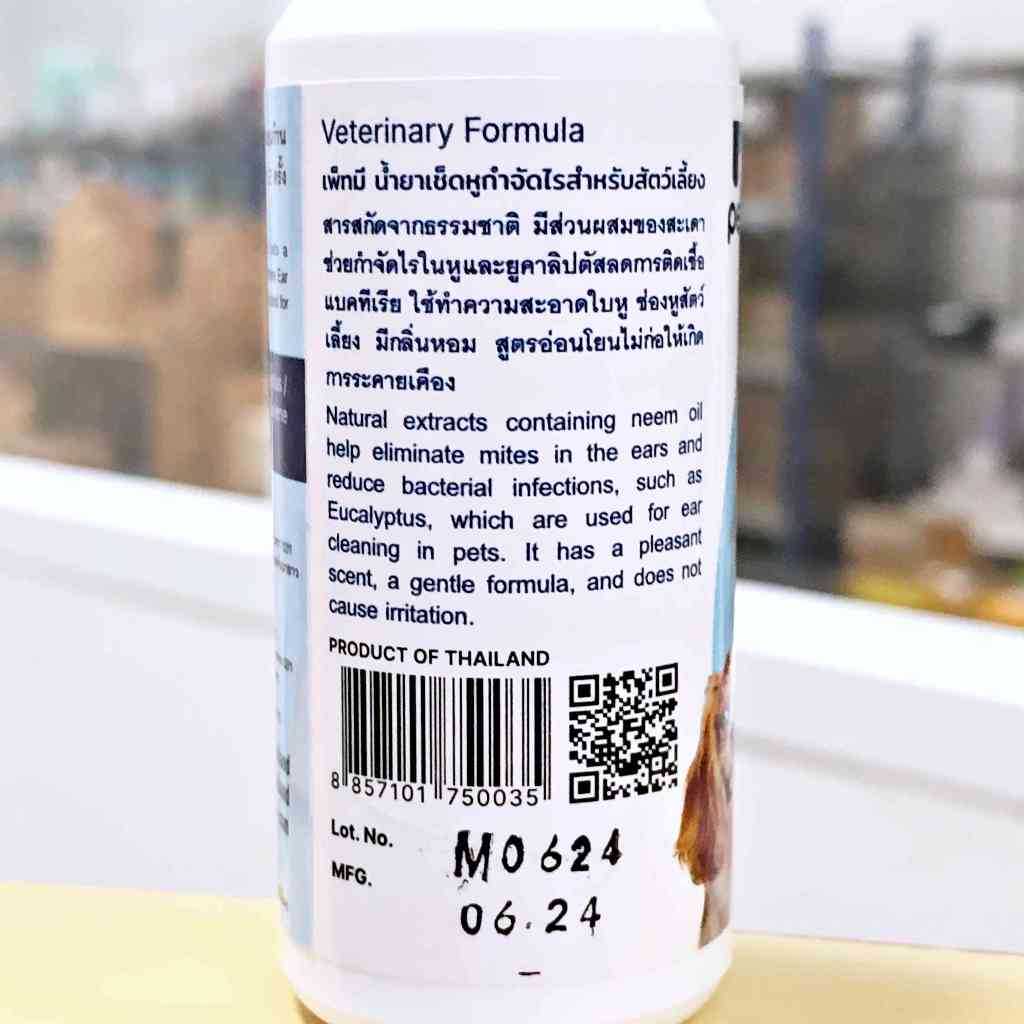 Veterinary Formula
เพ็ทมี น้ำยาเช็ดหูกำจัดไรสำหรับสัตว์เลี้ยง
สารสกัดจากธรรมชาติ มีส่วนผสมของสะเดา
ช่วยกำจัดไรในหูและยูคาลิปตัสลดการติดเชื้อ
แบคทีเรีย ใช้ทำความสะอาดใบหู ช่องหูสัตว์
เลี้ยง มีกลิ่นหอม สูตรอ่อนโยนไม่ก่อให้เกิด
การระคายเคือง
Natural extracts containing neem oil
help eliminate mites in the ears and
reduce bacterial infections, such as
Eucalyptus, which are used for ear
cleaning in pets. It has a pleasant
scent, a gentle formula, and does not
cause irritation.
PRODUCT OF THAILAND
8 857101 750035
Lot. No. M0624
MFG. 06.24